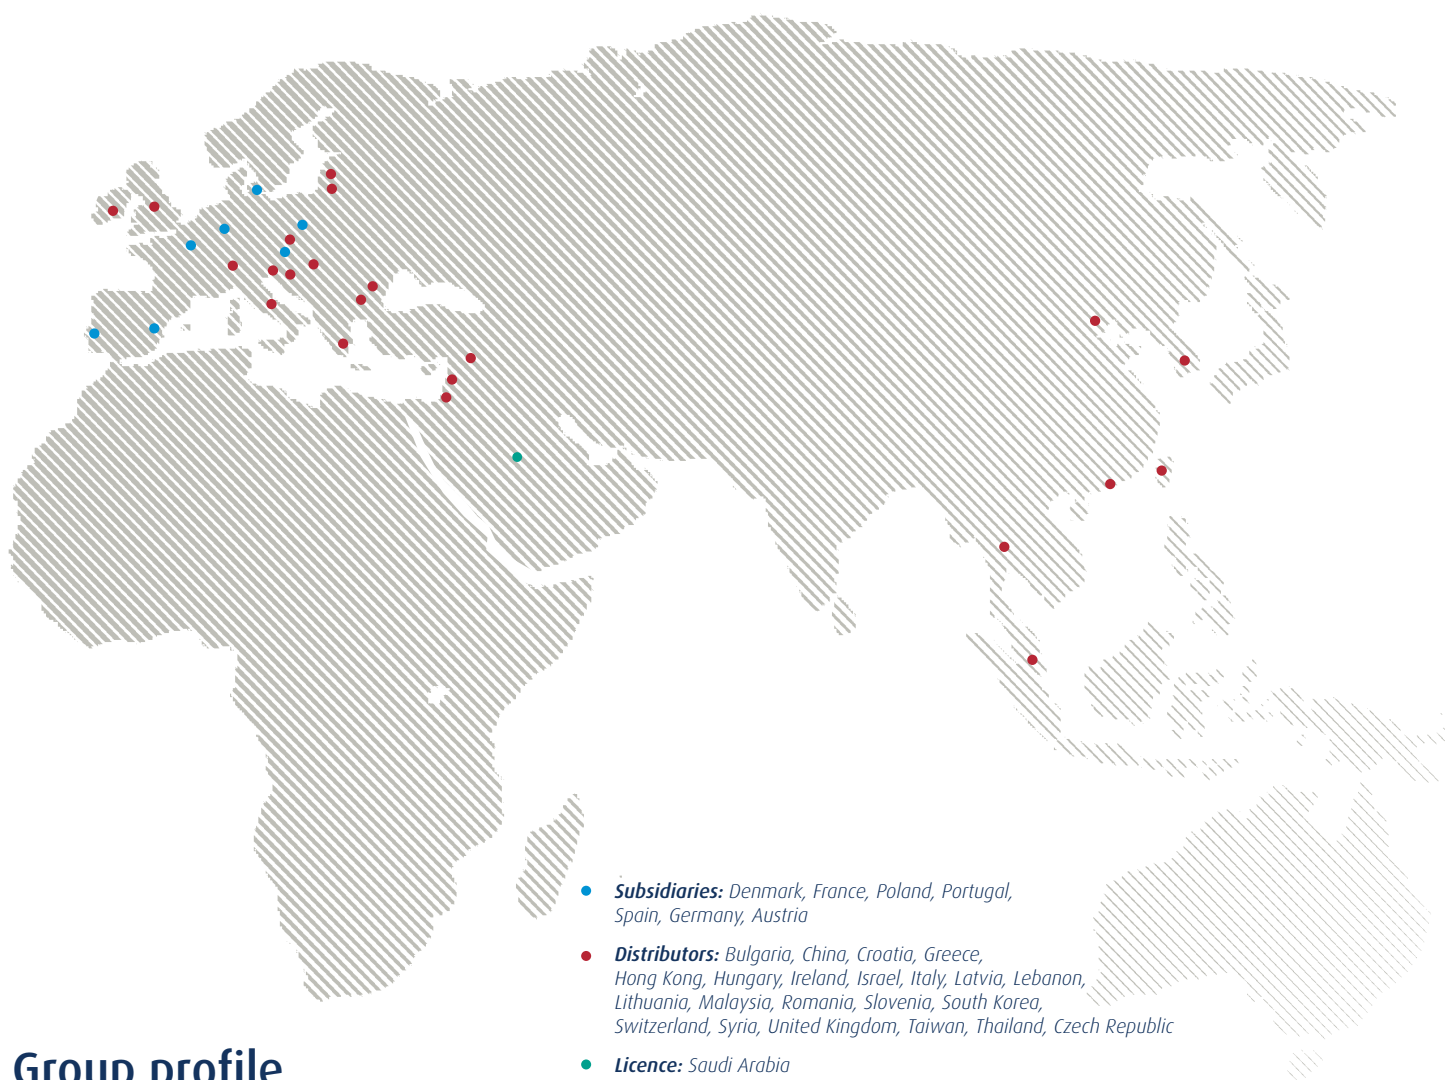 Subsidiaries: Denmark, France, Poland, Portugal,
Spain, Germany, Austria
Distributors: Bulgaria, China, Croatia, Greece,
Hong Kong, Hungary, Ireland, Israel, Italy, Latvia, Lebanon,
Lithuania, Malaysia, Romania, Slovenia, South Korea,
Switzerland, Syria, United Kingdom, Taiwan, Thailand, Czech Republic
Licence: Saudi Arabia
Group profile